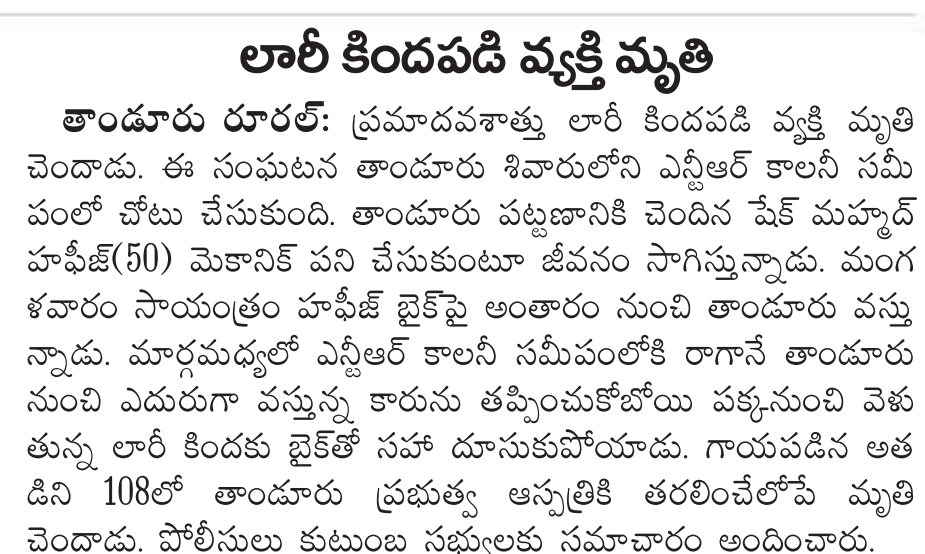 లారీ కిందపడి వ్యక్తి మృతి
తాండూరు రూరల్: ప్రమాదవశాత్తు లారీ కిందపడి వ్యక్తి మృతి
చెందాడు. ఈ సంఘటన తాండూరు శివారులోని ఎన్టీఆర్ కాలనీ సమీ
పంలో చోటు చేసుకుంది. తాండూరు పట్టణానికి చెందిన షేక్ మహ్మద్
హఫీజ్(50) మెకానిక్ పని చేసుకుంటూ జీవనం సాగిస్తున్నాడు. మంగ
ళవారం సాయంత్రం హఫీజ్ బైక్‌పై అంతారం నుంచి తాండూరు వస్తు
న్నాడు. మార్గమధ్యలో ఎన్టీఆర్ కాలనీ సమీపంలోకి రాగానే తాండూరు
నుంచి ఎదురుగా వస్తున్న కారును తప్పించుకోబోయి పక్కనుంచి వెళు
తున్న లారీ కిందకు బైక్‌తో సహా దూసుకుపోయాడు. గాయపడిన అత
డిని 108లో తాండూరు ప్రభుత్వ ఆస్పత్రికి తరలించేలోపే మృతి
చెందాడు. పోలీసులు కుటుంబ సభ్యులకు సమాచారం అందించారు.